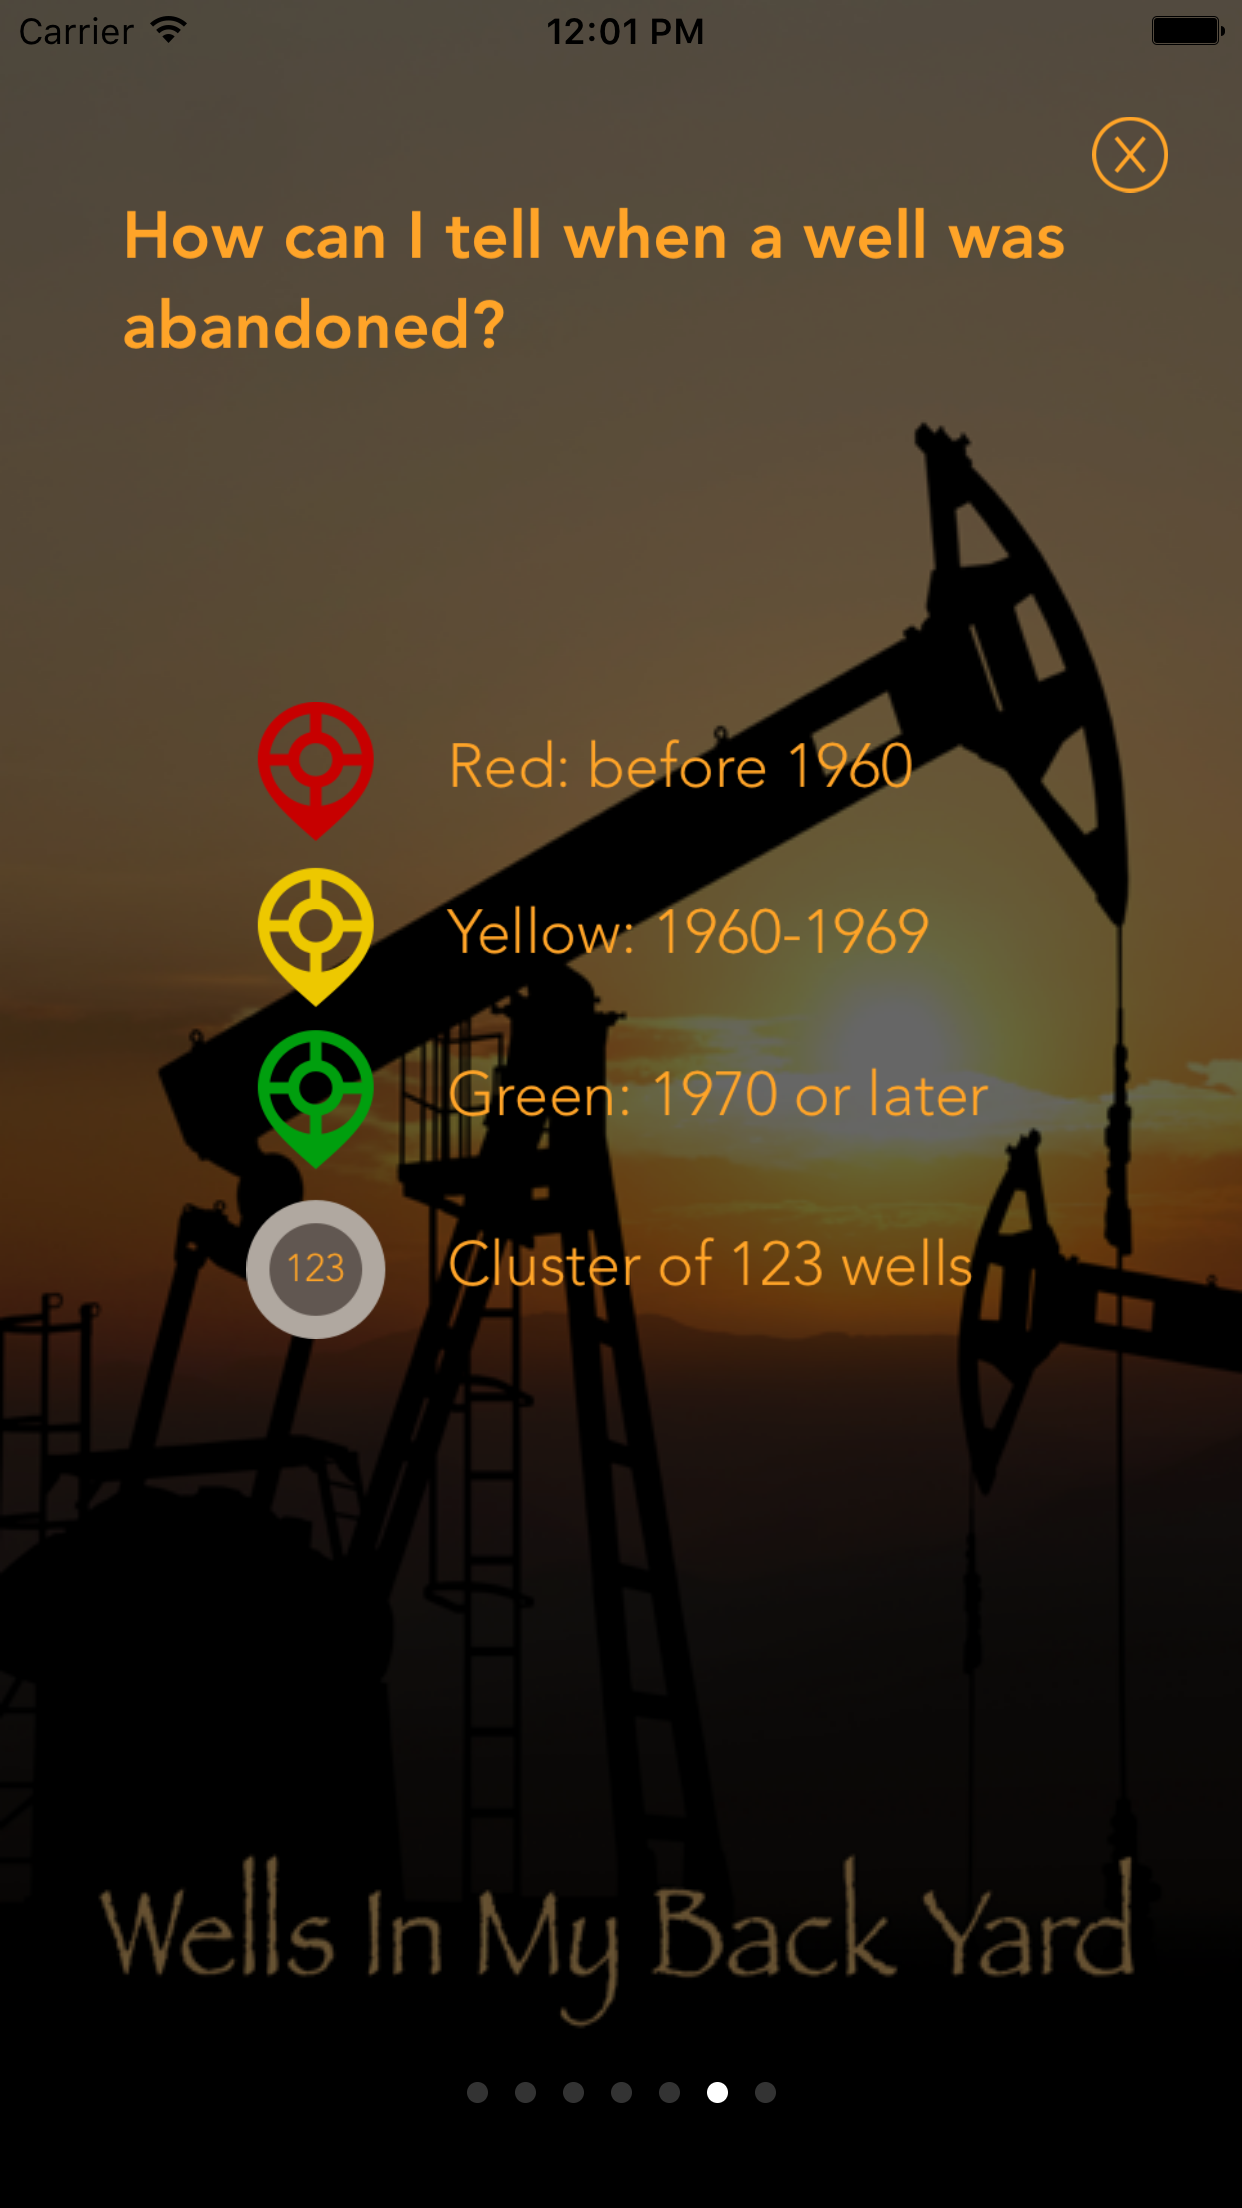 Carrier 12:01 PM
X
How can I tell when a well was
abandoned?
Red: before 1960
Yellow: 1960-1969
Green: 1970 or later
123 Cluster of 123 wells
Wells In My Back Yard